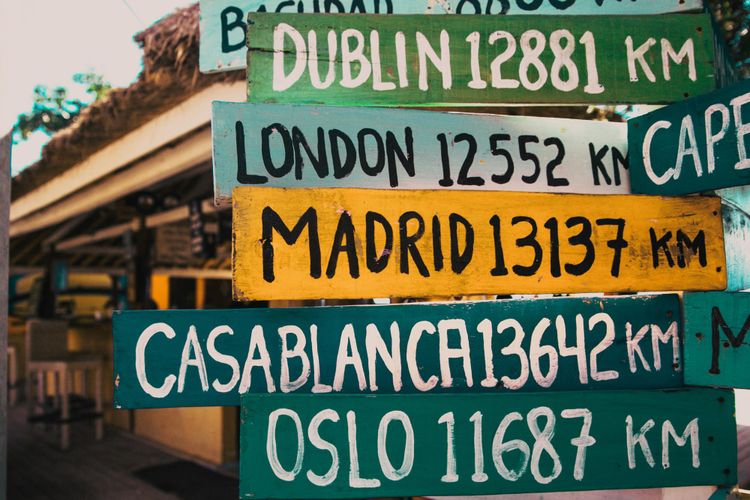 DUBLIN 12881 KM
LONDON 12552 KM
CAPE
MADRID 13137 KM
CASABLANCA 13642 KM
M
OSLO 11687 KM